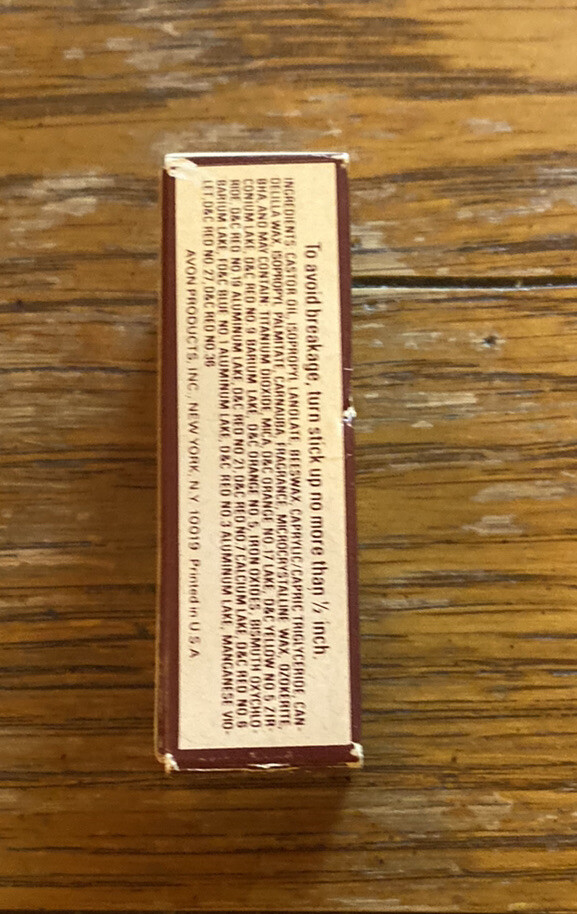 To avoid breakage, turn stick up no more than ½ inch.
INGREDIENTS CASTOR OIL, ISOPROPYL LANOLATE, BEESWAX, CAPRYLIC/CAPRIC TRIGLYCERIDE, CAN-
DELILLA WAX, ISOPROPYL PALMITATE, CARNAUBA, FRAGRANCE, MICROCRYSTALLINE WAX, OZOKERITE,
BHA, AND MAY CONTAIN: TITANIUM DIOXIDE, MICA, D&C ORANGE NO. 17 LAKE, D&C YELLOW NO. 5 ZIR-
CONIUM LAKE, D&C RED NO. 9 BARIUM LAKE, D&C ORANGE NO. 5, IRON OXIDES, BISMUTH OXYCHLO-
RIDE, D&C RED NO. 19 ALUMINUM LAKE, D&C RED NO. 21, D&C RED NO. 7 CALCIUM LAKE, D&C RED NO. 6
BARIUM LAKE, FD&C BLUE NO. 1 ALUMINUM LAKE, D&C RED NO. 3 ALUMINUM LAKE, MANGANESE VIO-
LET, D&C RED NO. 27, D&C RED NO. 36
AVON PRODUCTS, INC., NEW YORK, N.Y. 10019 Printed in U.S.A.